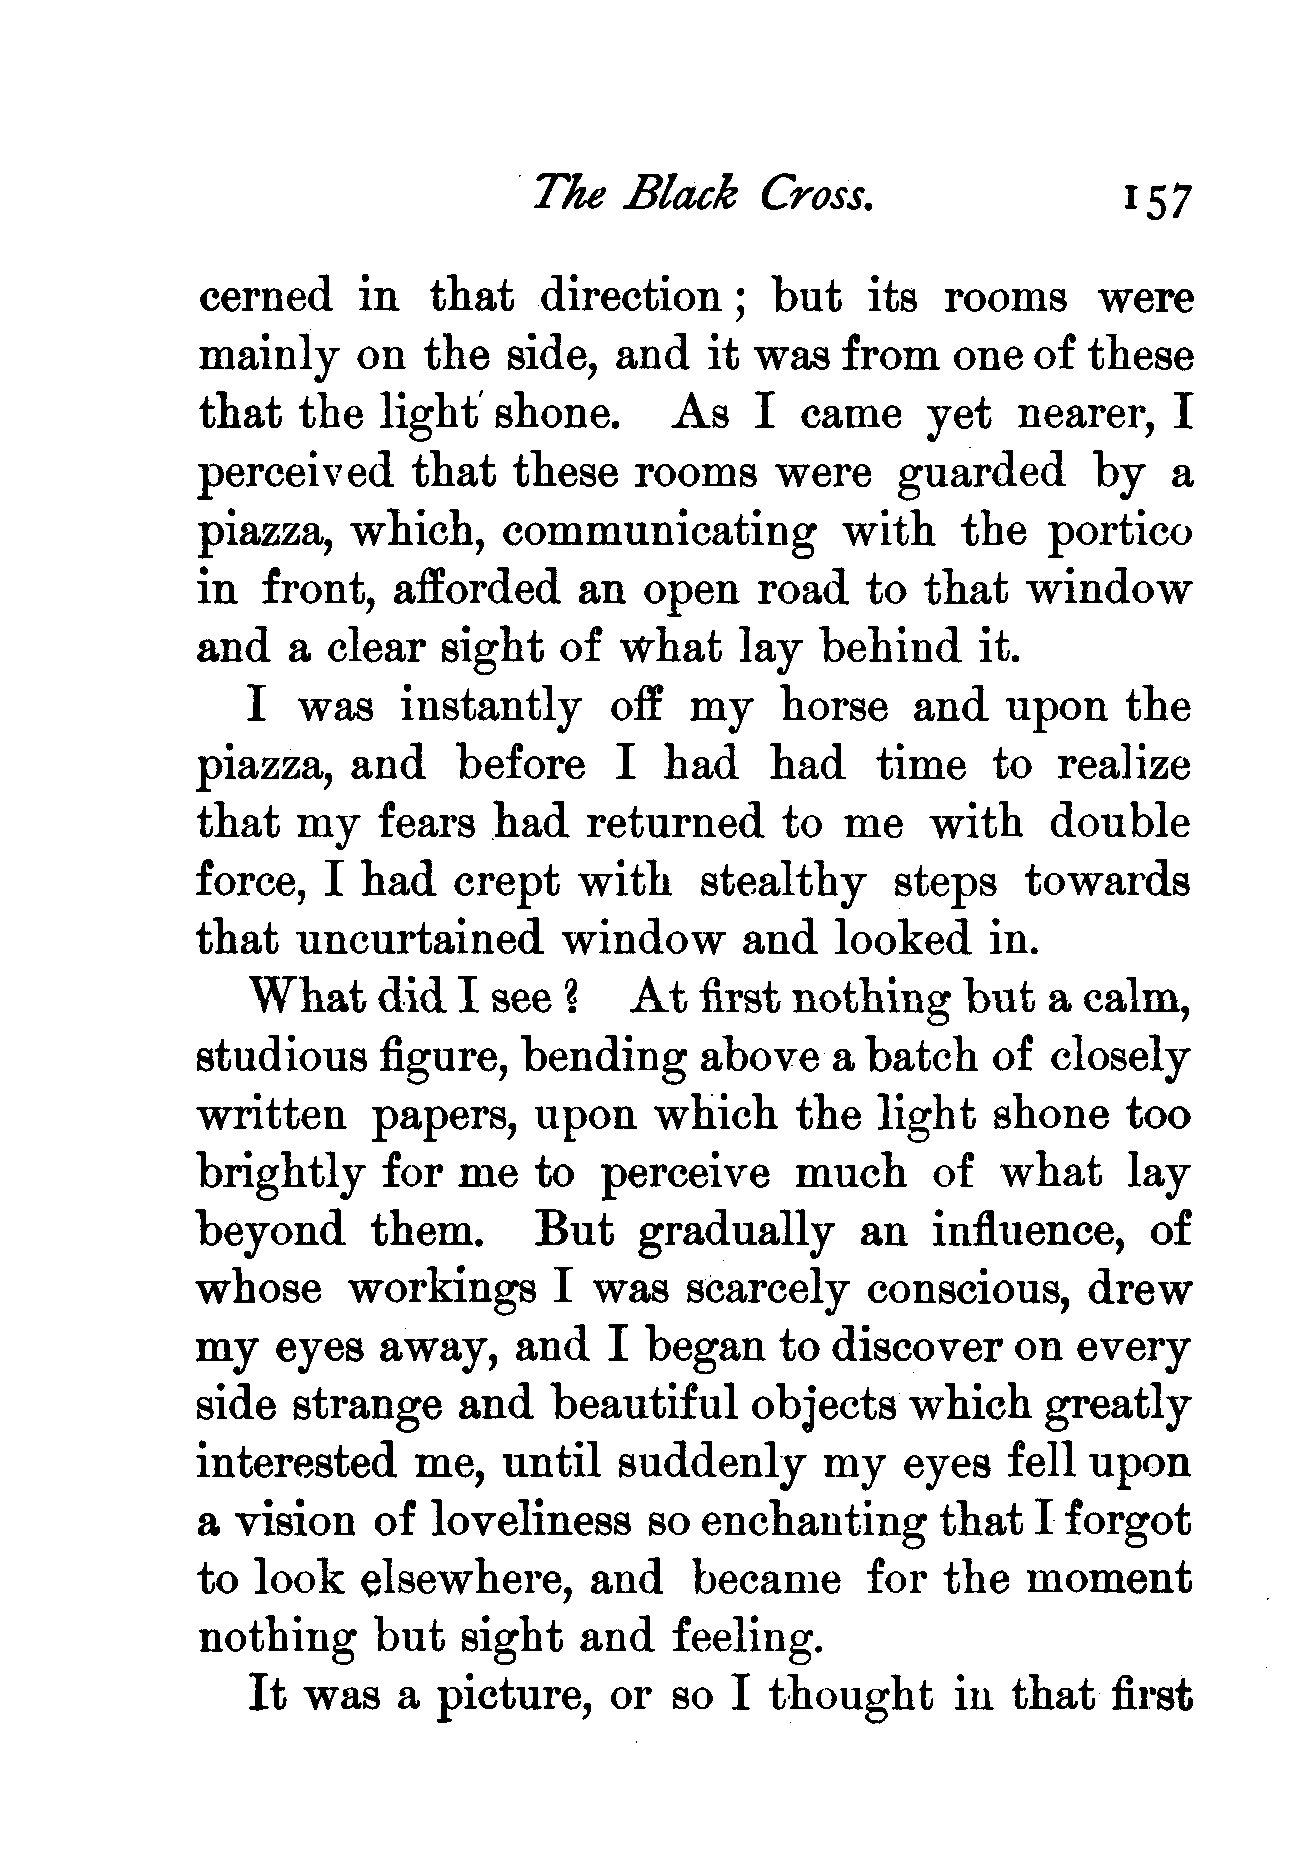 The Black Cross. 157
cerned in that direction ; but its rooms were
mainly on the side, and it was from one of these
that the light shone. As I came yet nearer, I
perceived that these rooms were guarded by a
piazza, which, communicating with the portico
in front, afforded an open road to that window
and a clear sight of what lay behind it.
I was instantly off my horse and upon the
piazza, and before I had had time to realize
that my fears had returned to me with double
force, I had crept with stealthy steps towards
that uncurtained window and looked in.
What did I see ? At first nothing but a calm,
studious figure, bending above a batch of closely
written papers, upon which the light shone too
brightly for me to perceive much of what lay
beyond them. But gradually an influence, of
whose workings I was scarcely conscious, drew
my eyes away, and I began to discover on every
side strange and beautiful objects which greatly
interested me, until suddenly my eyes fell upon
a vision of loveliness so enchanting that I forgot
to look elsewhere, and became for the moment
nothing but sight and feeling.
It was a picture, or so I thought in that first